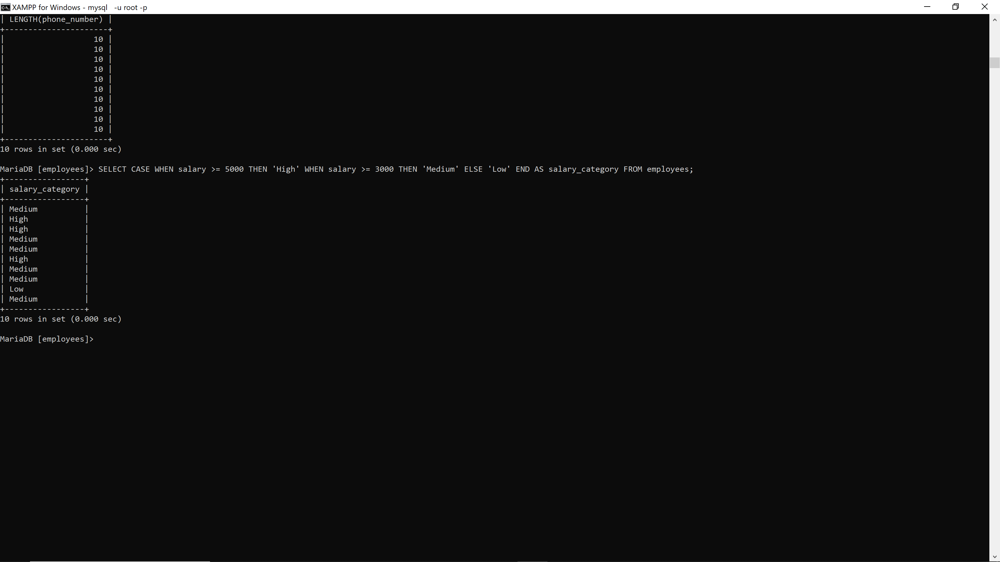 XAMPP for Windows - mysql  -u root -p
| LENGTH(phone_number) |
+----------------------+
|                   10 |
|                   10 |
|                   10 |
|                   10 |
|                   10 |
|                   10 |
|                   10 |
|                   10 |
|                   10 |
|                   10 |
+----------------------+
10 rows in set (0.000 sec)
MariaDB [employees]> SELECT CASE WHEN salary >= 5000 THEN 'High' WHEN salary >= 3000 THEN 'Medium' ELSE 'Low' END AS salary_category FROM employees;
+-----------------+
| salary_category |
+-----------------+
| Medium          |
| High            |
| High            |
| Medium          |
| Medium          |
| High            |
| Medium          |
| Medium          |
| Low             |
| Medium          |
+-----------------+
10 rows in set (0.000 sec)
MariaDB [employees]>